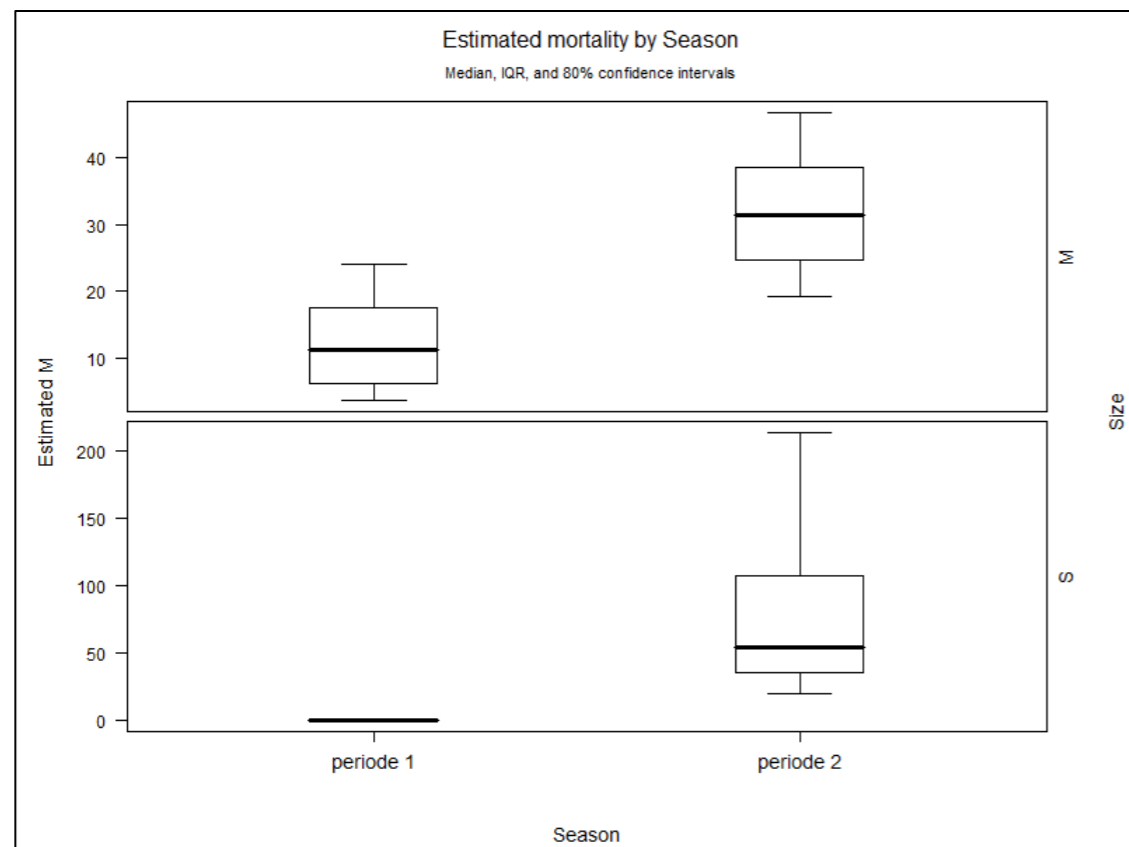 Estimated mortality by Season
Median, IQR, and 80% confidence intervals
Estimated M
40
30
20
10
M
200
150
100
50
0
S
Size
periode 1
periode 2
Season